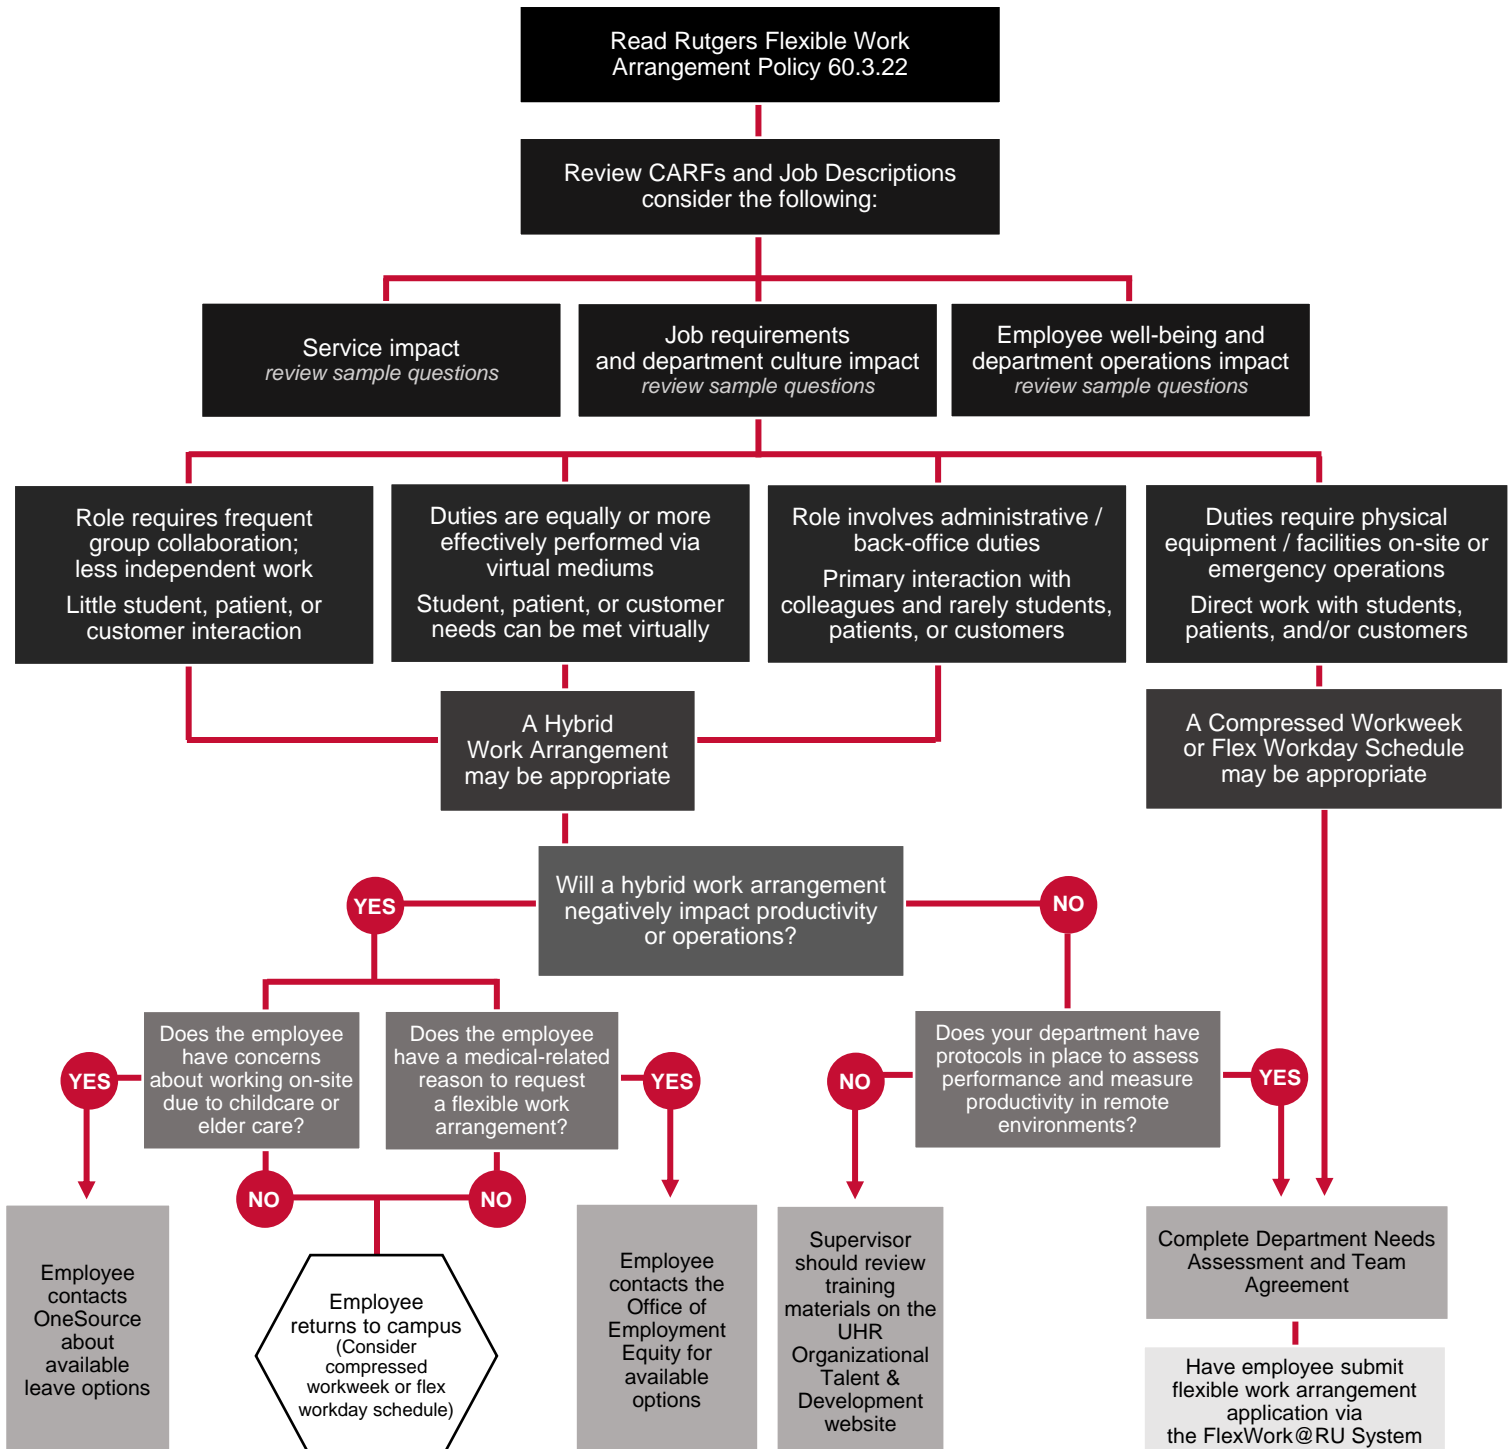 Read Rutgers Flexible Work
Arrangement Policy 60.3.22
Review CARFs and Job Descriptions
consider the following:
Service impact
review sample questions
Job requirements
and department culture impact
review sample questions
Employee well-being and
department operations impact
review sample questions
Role requires frequent
group collaboration;
less independent work
Little student, patient, or
customer interaction
Duties are equally or more
effectively performed via
virtual mediums
Student, patient, or customer
needs can be met virtually
Role involves administrative /
back-office duties
Primary interaction with
colleagues and rarely students,
patients, or customers
Duties require physical
equipment / facilities on-site or
emergency operations
Direct work with students,
patients, and/or customers
A Hybrid
Work Arrangement
may be appropriate
A Compressed Workweek
or Flex Workday Schedule
may be appropriate
Will a hybrid work arrangement
negatively impact productivity
or operations?
YES
NO
Does the employee
have concerns
about working on-site
due to childcare or
elder care?
Does the employee
have a medical-related
reason to request
a flexible work
arrangement?
Does your department have
protocols in place to assess
performance and measure
productivity in remote
environments?
YES
YES
NO
YES
NO
NO
Employee
contacts
OneSource
about
available
leave options
Employee
returns to campus
(Consider
compressed
workweek or flex
workday schedule)
Employee
contacts the
Office of
Employment
Equity for
available
options
Supervisor
should review
training
materials on the
UHR
Organizational
Talent &
Development
website
Complete Department Needs
Assessment and Team
Agreement
Have employee submit
flexible work arrangement
application via
the FlexWork@RU System